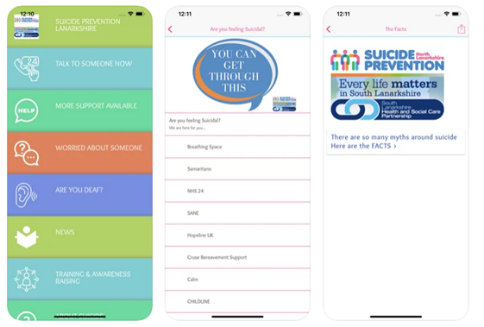 12:10
SUICIDE PREVENTION
LANARKSHIRE
TALK TO SOMEONE NOW
24
HELP
MORE SUPPORT AVAILABLE
WORRIED ABOUT SOMEONE
ARE YOU DEAF?
NEWS
TRAINING & AWARENESS
RAISING
12:11
Are you feeling Suicidal?
YOU CAN
GET
THROUGH
THIS
Are you feeling Suicidal?
We are here for you...
Breathing Space
Samaritans
NHS 24
SANE
Hopeline UK
Cruse Bereavement Support
Calm
CHILDLINE
12:11
The Facts
SUICIDE North Lanarkshire
PREVENTION
Every life matters
in South Lanarkshire
South
Lanarkshire
Health and Social Care
Partnership
There are so many myths around suicide
Here are the FACTS >